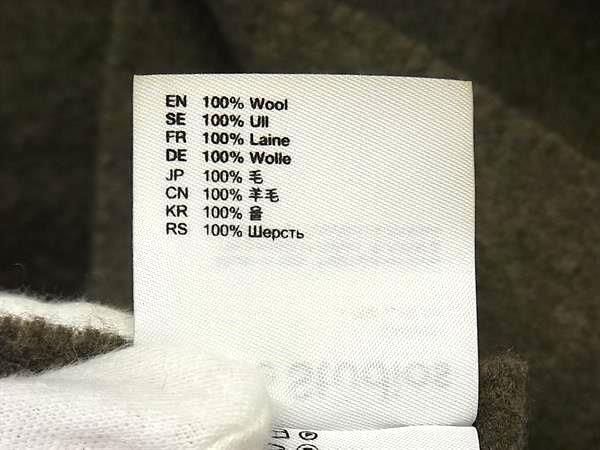 EN 100% Wool
SE 100% Ull
FR 100% Laine
DE 100% Wolle
JP 100% 毛
CN 100% 羊毛
KR 100% 울
RS 100% Шерсть